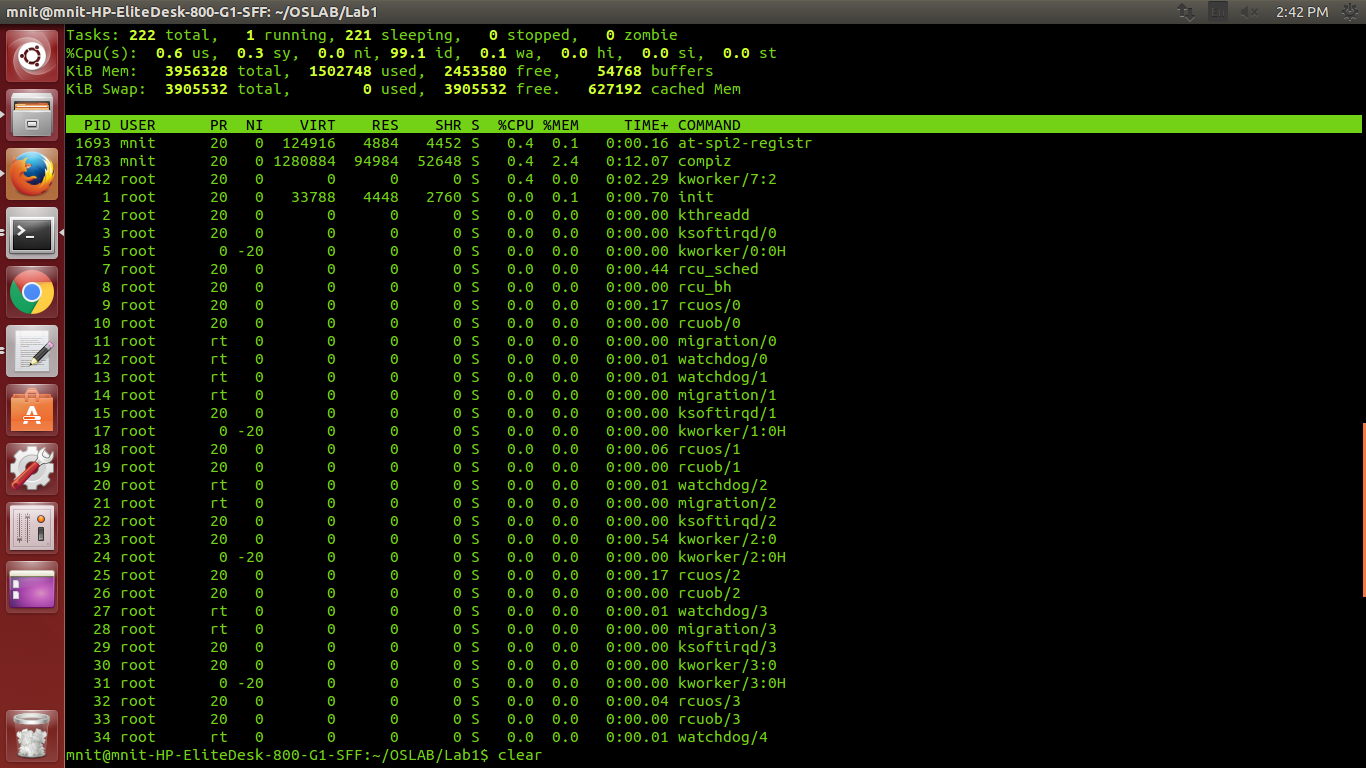 mnit@mnit-HP-EliteDesk-800-G1-SFF: ~/OSLAB/Lab1 En 2:42 PM
Tasks: 222 total,   1 running, 221 sleeping,   0 stopped,   0 zombie
%Cpu(s):  0.6 us,  0.3 sy,  0.0 ni, 99.1 id,  0.1 wa,  0.0 hi,  0.0 si,  0.0 st
KiB Mem:   3956328 total,  1502748 used,  2453580 free,    54768 buffers
KiB Swap:  3905532 total,        0 used,  3905532 free.   627192 cached Mem
  PID USER      PR  NI    VIRT    RES    SHR S  %CPU %MEM     TIME+ COMMAND
 1693 mnit      20   0  124916   4884   4452 S   0.4  0.1   0:00.16 at-spi2-registr
 1783 mnit      20   0 1280884  94984  52648 S   0.4  2.4   0:12.07 compiz
 2442 root      20   0       0      0      0 S   0.4  0.0   0:02.29 kworker/7:2
    1 root      20   0   33788   4448   2760 S   0.0  0.1   0:00.70 init
    2 root      20   0       0      0      0 S   0.0  0.0   0:00.00 kthreadd
    3 root      20   0       0      0      0 S   0.0  0.0   0:00.00 ksoftirqd/0
    5 root       0 -20       0      0      0 S   0.0  0.0   0:00.00 kworker/0:0H
    7 root      20   0       0      0      0 S   0.0  0.0   0:00.44 rcu_sched
    8 root      20   0       0      0      0 S   0.0  0.0   0:00.00 rcu_bh
    9 root      20   0       0      0      0 S   0.0  0.0   0:00.17 rcuos/0
   10 root      20   0       0      0      0 S   0.0  0.0   0:00.00 rcuob/0
   11 root      rt   0       0      0      0 S   0.0  0.0   0:00.00 migration/0
   12 root      rt   0       0      0      0 S   0.0  0.0   0:00.01 watchdog/0
   13 root      rt   0       0      0      0 S   0.0  0.0   0:00.01 watchdog/1
   14 root      rt   0       0      0      0 S   0.0  0.0   0:00.00 migration/1
   15 root      20   0       0      0      0 S   0.0  0.0   0:00.00 ksoftirqd/1
   17 root       0 -20       0      0      0 S   0.0  0.0   0:00.00 kworker/1:0H
   18 root      20   0       0      0      0 S   0.0  0.0   0:00.06 rcuos/1
   19 root      20   0       0      0      0 S   0.0  0.0   0:00.00 rcuob/1
   20 root      rt   0       0      0      0 S   0.0  0.0   0:00.01 watchdog/2
   21 root      rt   0       0      0      0 S   0.0  0.0   0:00.00 migration/2
   22 root      20   0       0      0      0 S   0.0  0.0   0:00.00 ksoftirqd/2
   23 root      20   0       0      0      0 S   0.0  0.0   0:00.54 kworker/2:0
   24 root       0 -20       0      0      0 S   0.0  0.0   0:00.00 kworker/2:0H
   25 root      20   0       0      0      0 S   0.0  0.0   0:00.17 rcuos/2
   26 root      20   0       0      0      0 S   0.0  0.0   0:00.00 rcuob/2
   27 root      rt   0       0      0      0 S   0.0  0.0   0:00.01 watchdog/3
   28 root      rt   0       0      0      0 S   0.0  0.0   0:00.00 migration/3
   29 root      20   0       0      0      0 S   0.0  0.0   0:00.00 ksoftirqd/3
   30 root      20   0       0      0      0 S   0.0  0.0   0:00.00 kworker/3:0
   31 root       0 -20       0      0      0 S   0.0  0.0   0:00.00 kworker/3:0H
   32 root      20   0       0      0      0 S   0.0  0.0   0:00.04 rcuos/3
   33 root      20   0       0      0      0 S   0.0  0.0   0:00.00 rcuob/3
   34 root      rt   0       0      0      0 S   0.0  0.0   0:00.01 watchdog/4
mnit@mnit-HP-EliteDesk-800-G1-SFF:~/OSLAB/Lab1$ clear